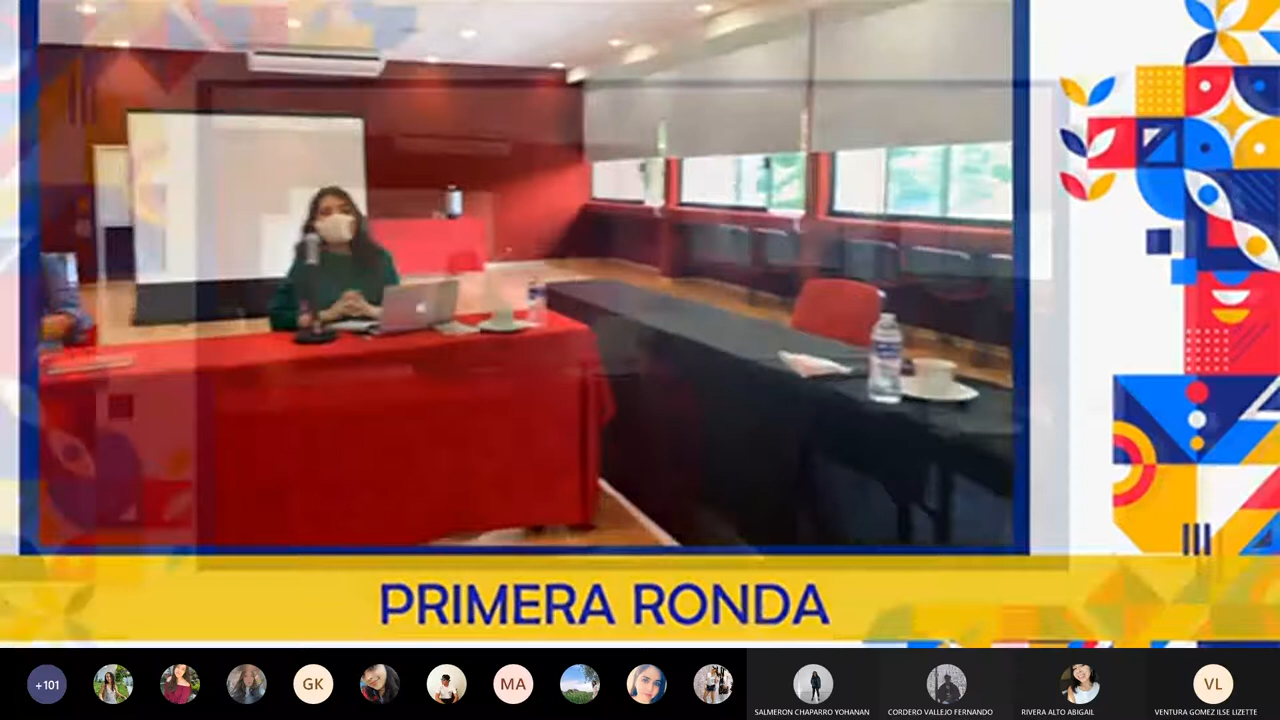 PRIMERA RONDA
+101
GK
MA
VL
SALMERON CHAPARRO YOHANAN
CORDERO VALLEJO FERNANDO
RIVERA ALTO ABIGAIL
VENTURA GOMEZ ILSE LIZETTE